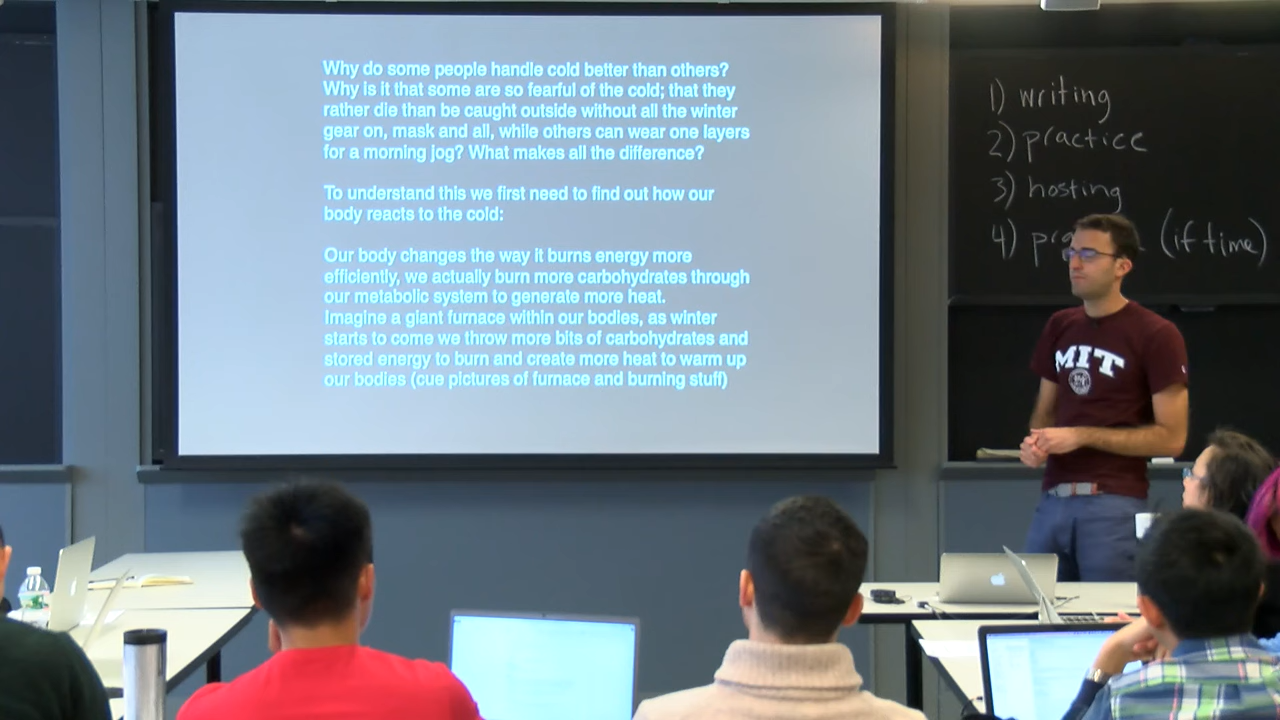 Why do some people handle cold better than others?
Why is it that some are so fearful of the cold; that they
rather die than be caught outside without all the winter
gear on, mask and all, while others can wear one layers
for a morning jog? What makes all the difference?
To understand this we first need to find out how our
body reacts to the cold:
Our body changes the way it burns energy more
efficiently, we actually burn more carbohydrates through
our metabolic system to generate more heat.
Imagine a giant furnace within our bodies, as winter
starts to come we throw more bits of carbohydrates and
stored energy to burn and create more heat to warm up
our bodies (cue pictures of furnace and burning stuff)
1) writing
2) practice
3) hosting
4) (if time)
MIT